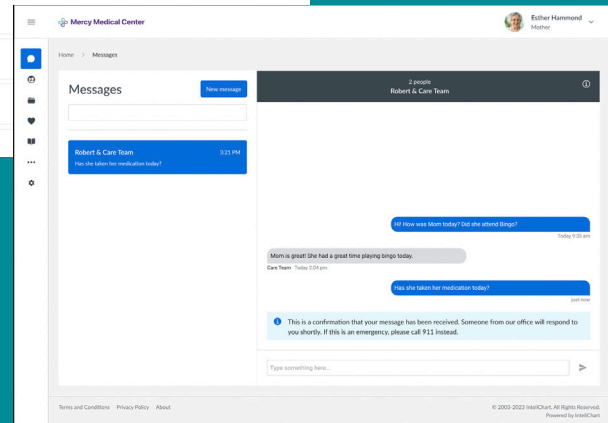 Mercy Medical Center
Esther Hammond
Mother
Home > Messages
Messages
New message
Robert & Care Team 3:21 PM
Has she taken her medication today?
2 people
Robert & Care Team
Hi! How was Mom today? Did she attend Bingo?
Today 9:35 am
Mom is great! She had a great time playing bingo today.
Care Team Today 2:04 pm
Has she taken her medication today?
just now
This is a confirmation that your message has been received. Someone from our office will respond to
you shortly. If this is an emergency, please call 911 instead.
Type something here...
Terms and Conditions Privacy Policy About
© 2003-2023 InteliChart. All Rights Reserved.
Powered by InteliChart